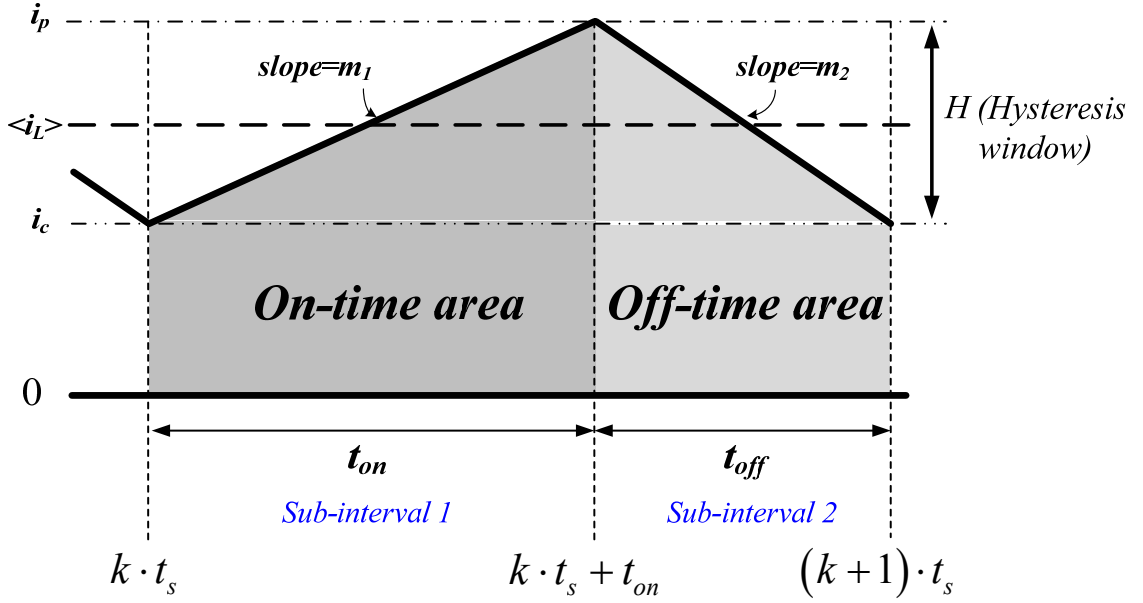 i_p
slope=m_1
slope=m_2
H (Hysteresis
window)
<i_L>
i_c
On-time area
Off-time area
0
t_on
t_off
Sub-interval 1
Sub-interval 2
k · t_s
k · t_s + t_on
(k + 1) · t_s